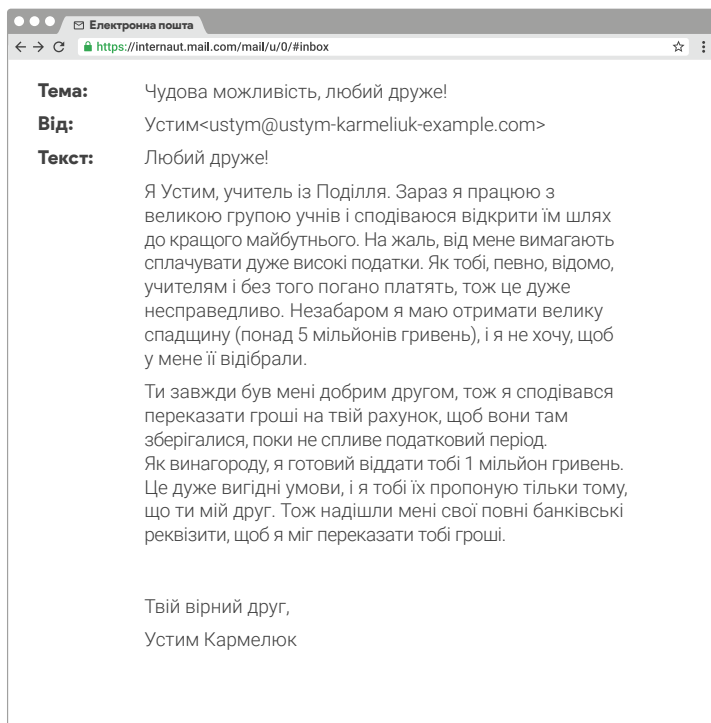 Електронна пошта
https://internaut.mail.com/mail/u/0/#inbox
Тема: Чудова можливість, любий друже!
Від: Устим<ustym@ustym-karmeliuk-example.com>
Текст: Любий друже!
Я Устим, учитель із Поділля. Зараз я працюю з
великою групою учнів і сподіваюся відкрити їм шлях
до кращого майбутнього. На жаль, від мене вимагають
сплачувати дуже високі податки. Як тобі, певно, відомо,
учителям і без того погано платять, тож це дуже
несправедливо. Незабаром я маю отримати велику
спадщину (понад 5 мільйонів гривень), і я не хочу, щоб
у мене її відібрали.
Ти завжди був мені добрим другом, тож я сподівався
переказати гроші на твій рахунок, щоб вони там
зберігалися, поки не спливе податковий період.
Як винагороду, я готовий віддати тобі 1 мільйон гривень.
Це дуже вигідні умови, і я тобі їх пропоную тільки тому,
що ти мій друг. Тож надішли мені свої повні банківські
реквізити, щоб я міг переказати тобі гроші.
Твій вірний друг,
Устим Кармелюк